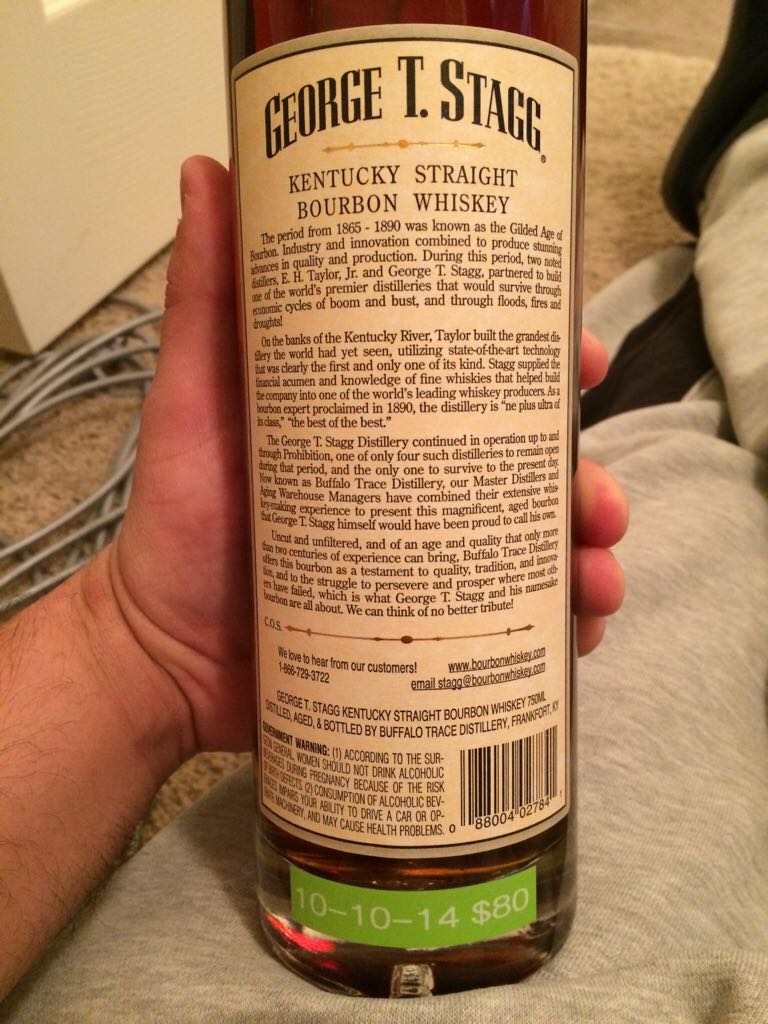 GEORGE T. STAGG®
KENTUCKY STRAIGHT
BOURBON WHISKEY
The period from 1865 - 1890 was known as the Gilded Age of
Bourbon. Industry and innovation combined to produce stunning
advances in quality and production. During this period, two noted
distillers, E. H. Taylor, Jr. and George T. Stagg, partnered to build
one of the world's premier distilleries that would survive through
economic cycles of boom and bust, and through floods, fires and
droughts!
On the banks of the Kentucky River, Taylor built the grandest dis-
tillery the world had yet seen, utilizing state-of-the-art technology
that was clearly the first and only one of its kind. Stagg supplied the
financial acumen and knowledge of fine whiskies that helped build
the company into one of the world's leading whiskey producers. As a
bourbon expert proclaimed in 1890, the distillery is "ne plus ultra of
its class," "the best of the best."
The George T. Stagg Distillery continued in operation up to and
through Prohibition, one of only four such distilleries to remain open
during that period, and the only one to survive to the present day.
Now known as Buffalo Trace Distillery, our Master Distillers and
Aging Warehouse Managers have combined their extensive whis-
key-making experience to present this magnificent, aged bourbon
that George T. Stagg himself would have been proud to call his own.
Uncut and unfiltered, and of an age and quality that only more
than two centuries of experience can bring, Buffalo Trace Distillery
offers this bourbon as a testament to quality, tradition, and innova-
tion, and to the struggle to persevere and prosper where most oth-
ers have failed, which is what George T. Stagg and his namesake
bourbon are all about. We can think of no better tribute!
C.O.S.
We love to hear from our customers! www.bourbonwhiskey.com
1-866-729-3722 email stagg@bourbonwhiskey.com
GEORGE T. STAGG KENTUCKY STRAIGHT BOURBON WHISKEY 750ML
DISTILLED, AGED, & BOTTLED BY BUFFALO TRACE DISTILLERY, FRANKFORT, KY
GOVERNMENT WARNING: (1) ACCORDING TO THE SUR-
GEON GENERAL, WOMEN SHOULD NOT DRINK ALCOHOLIC
BEVERAGES DURING PREGNANCY BECAUSE OF THE RISK
OF BIRTH DEFECTS. (2) CONSUMPTION OF ALCOHOLIC BEV-
ERAGES IMPAIRS YOUR ABILITY TO DRIVE A CAR OR OP-
ERATE MACHINERY, AND MAY CAUSE HEALTH PROBLEMS.
0 88004 02784 1
10-10-14 $80